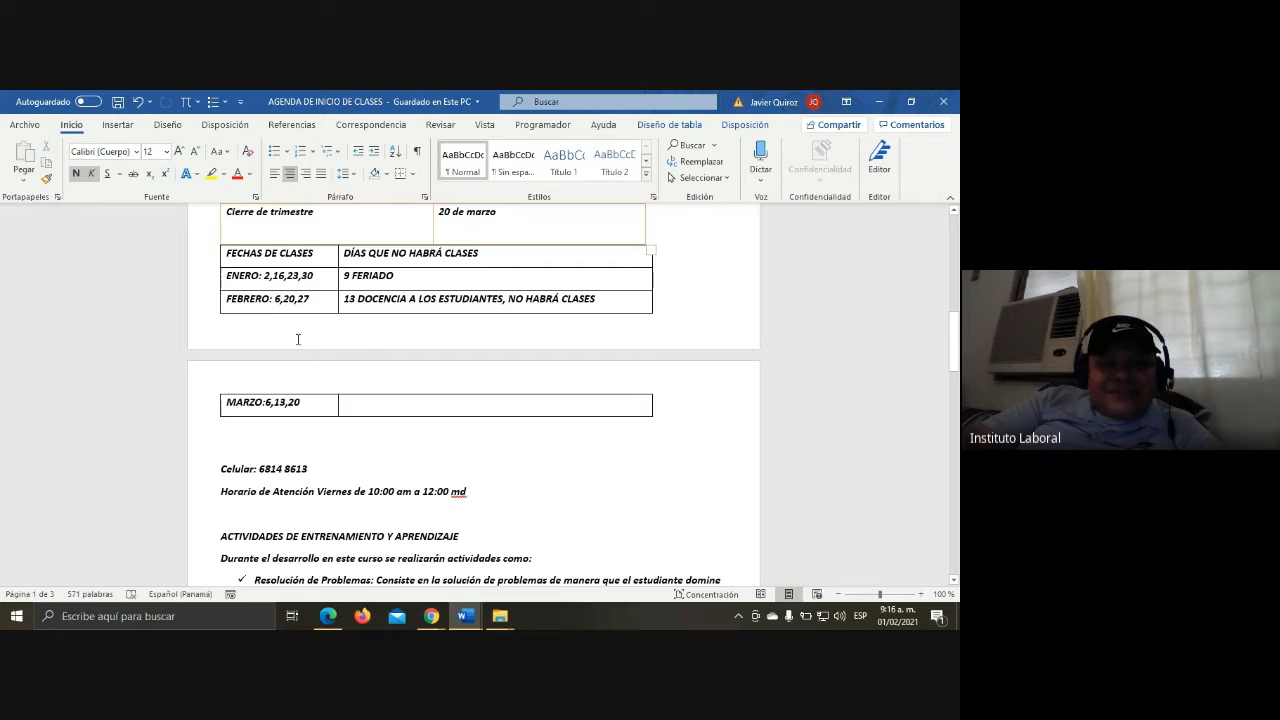 Autoguardado
AGENDA DE INICIO DE CLASES - Guardado en Este PC
Buscar
Javier Quiroz
JQ
Archivo
Inicio
Insertar
Diseño
Disposición
Referencias
Correspondencia
Revisar
Vista
Programador
Ayuda
Diseño de tabla
Disposición
Compartir
Comentarios
Pegar
Calibri (Cuerpo)
12
AaBbCcDc
¶ Normal
AaBbCcDc
¶ Sin espa...
AaBbCc
Título 1
AaBbCcD
Título 2
Buscar
Reemplazar
Seleccionar
Dictar
Confidencialidad
Editor
Portapapeles
Fuente
Párrafo
Estilos
Edición
Voz
Confidencialidad
Editor
Cierre de trimestre
20 de marzo
FECHAS DE CLASES
DÍAS QUE NO HABRÁ CLASES
ENERO: 2,16,23,30
9 FERIADO
FEBRERO: 6,20,27
13 DOCENCIA A LOS ESTUDIANTES, NO HABRÁ CLASES
MARZO:6,13,20
Celular: 6814 8613
Horario de Atención Viernes de 10:00 am a 12:00 md
ACTIVIDADES DE ENTRENAMIENTO Y APRENDIZAJE
Durante el desarrollo en este curso se realizarán actividades como:
✓ Resolución de Problemas: Consiste en la solución de problemas de manera que el estudiante domine
Página 1 de 3
571 palabras
Español (Panamá)
Concentración
100 %
Escribe aquí para buscar
ESP
9:16 a. m.
01/02/2021
1
Instituto Laboral